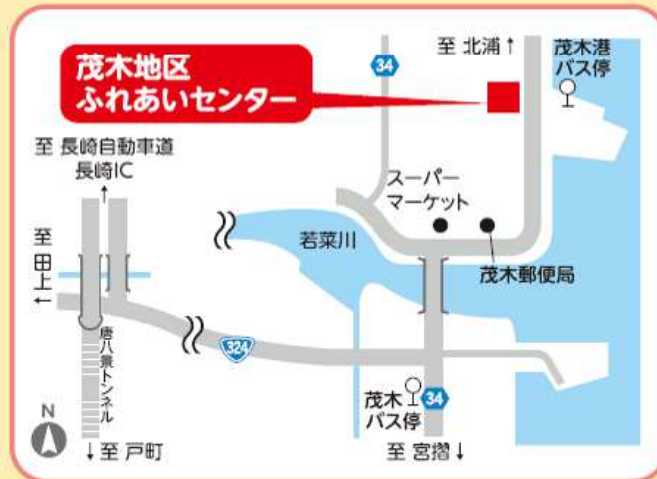 茂木地区
ふれあいセンター
34
至 北浦↑
茂木港
バス停
至 長崎自動車道
長崎IC
↑
スーパー
マーケット
若菜川
茂木郵便局
至
田上
←
唐八景トンネル
324
茂木
バス停
34
N
↓至 戸町
至 宮摺↓